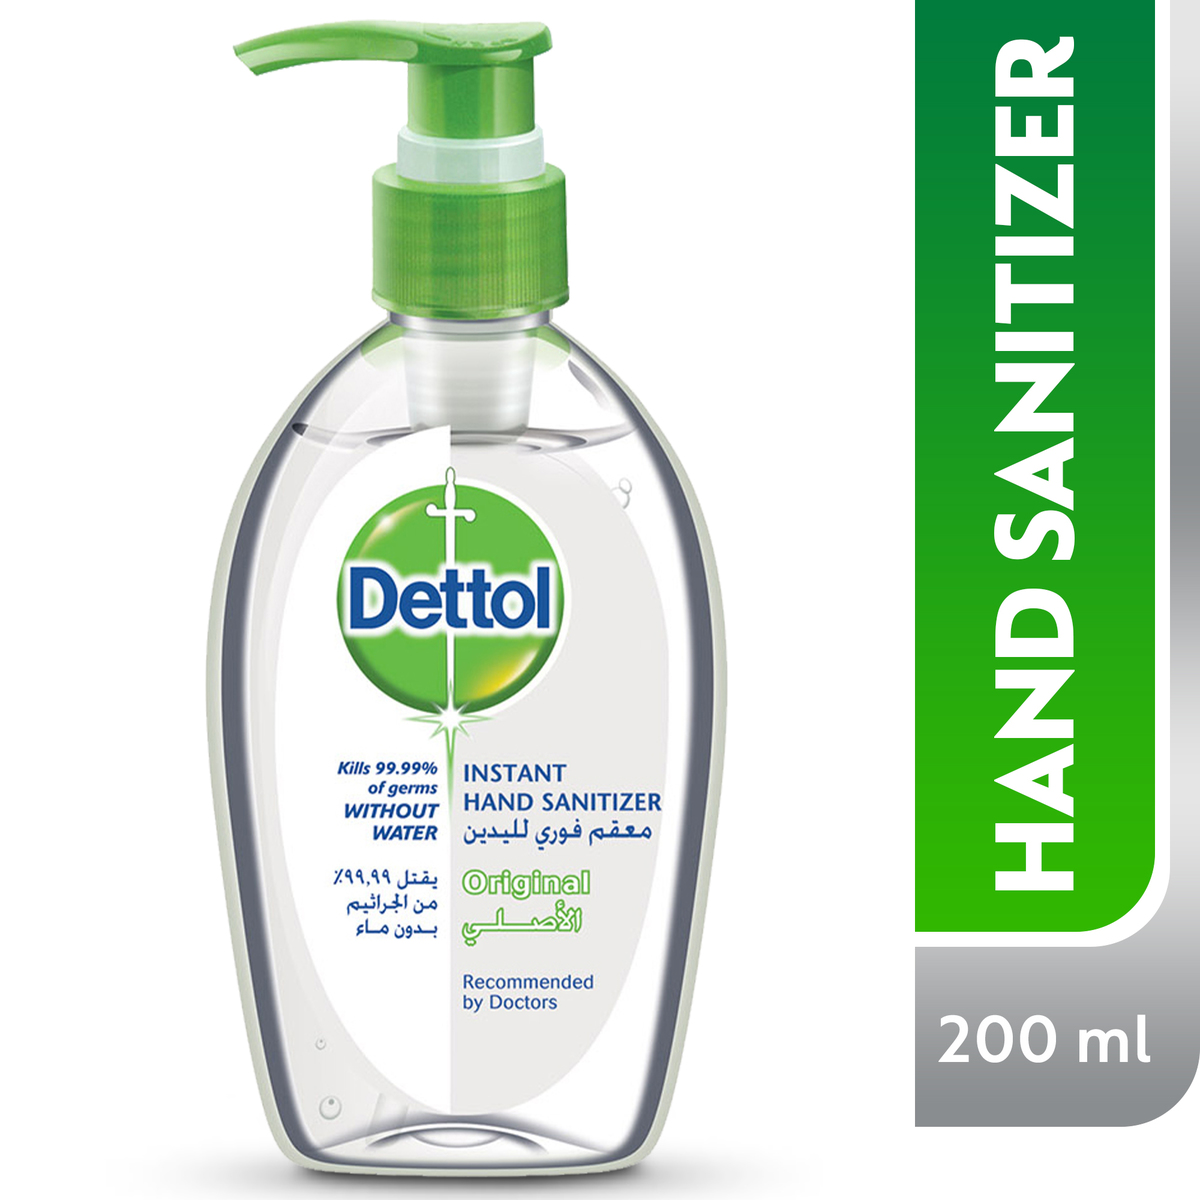 Dettol
Kills 99.99%
of germs
WITHOUT
WATER
يقتل ٩٩,٩٩٪
من الجراثيم
بدون ماء
INSTANT
HAND SANITIZER
معقم فوري لليدين
Original
الأصلي
Recommended
by Doctors
HAND SANITIZER
200 ml